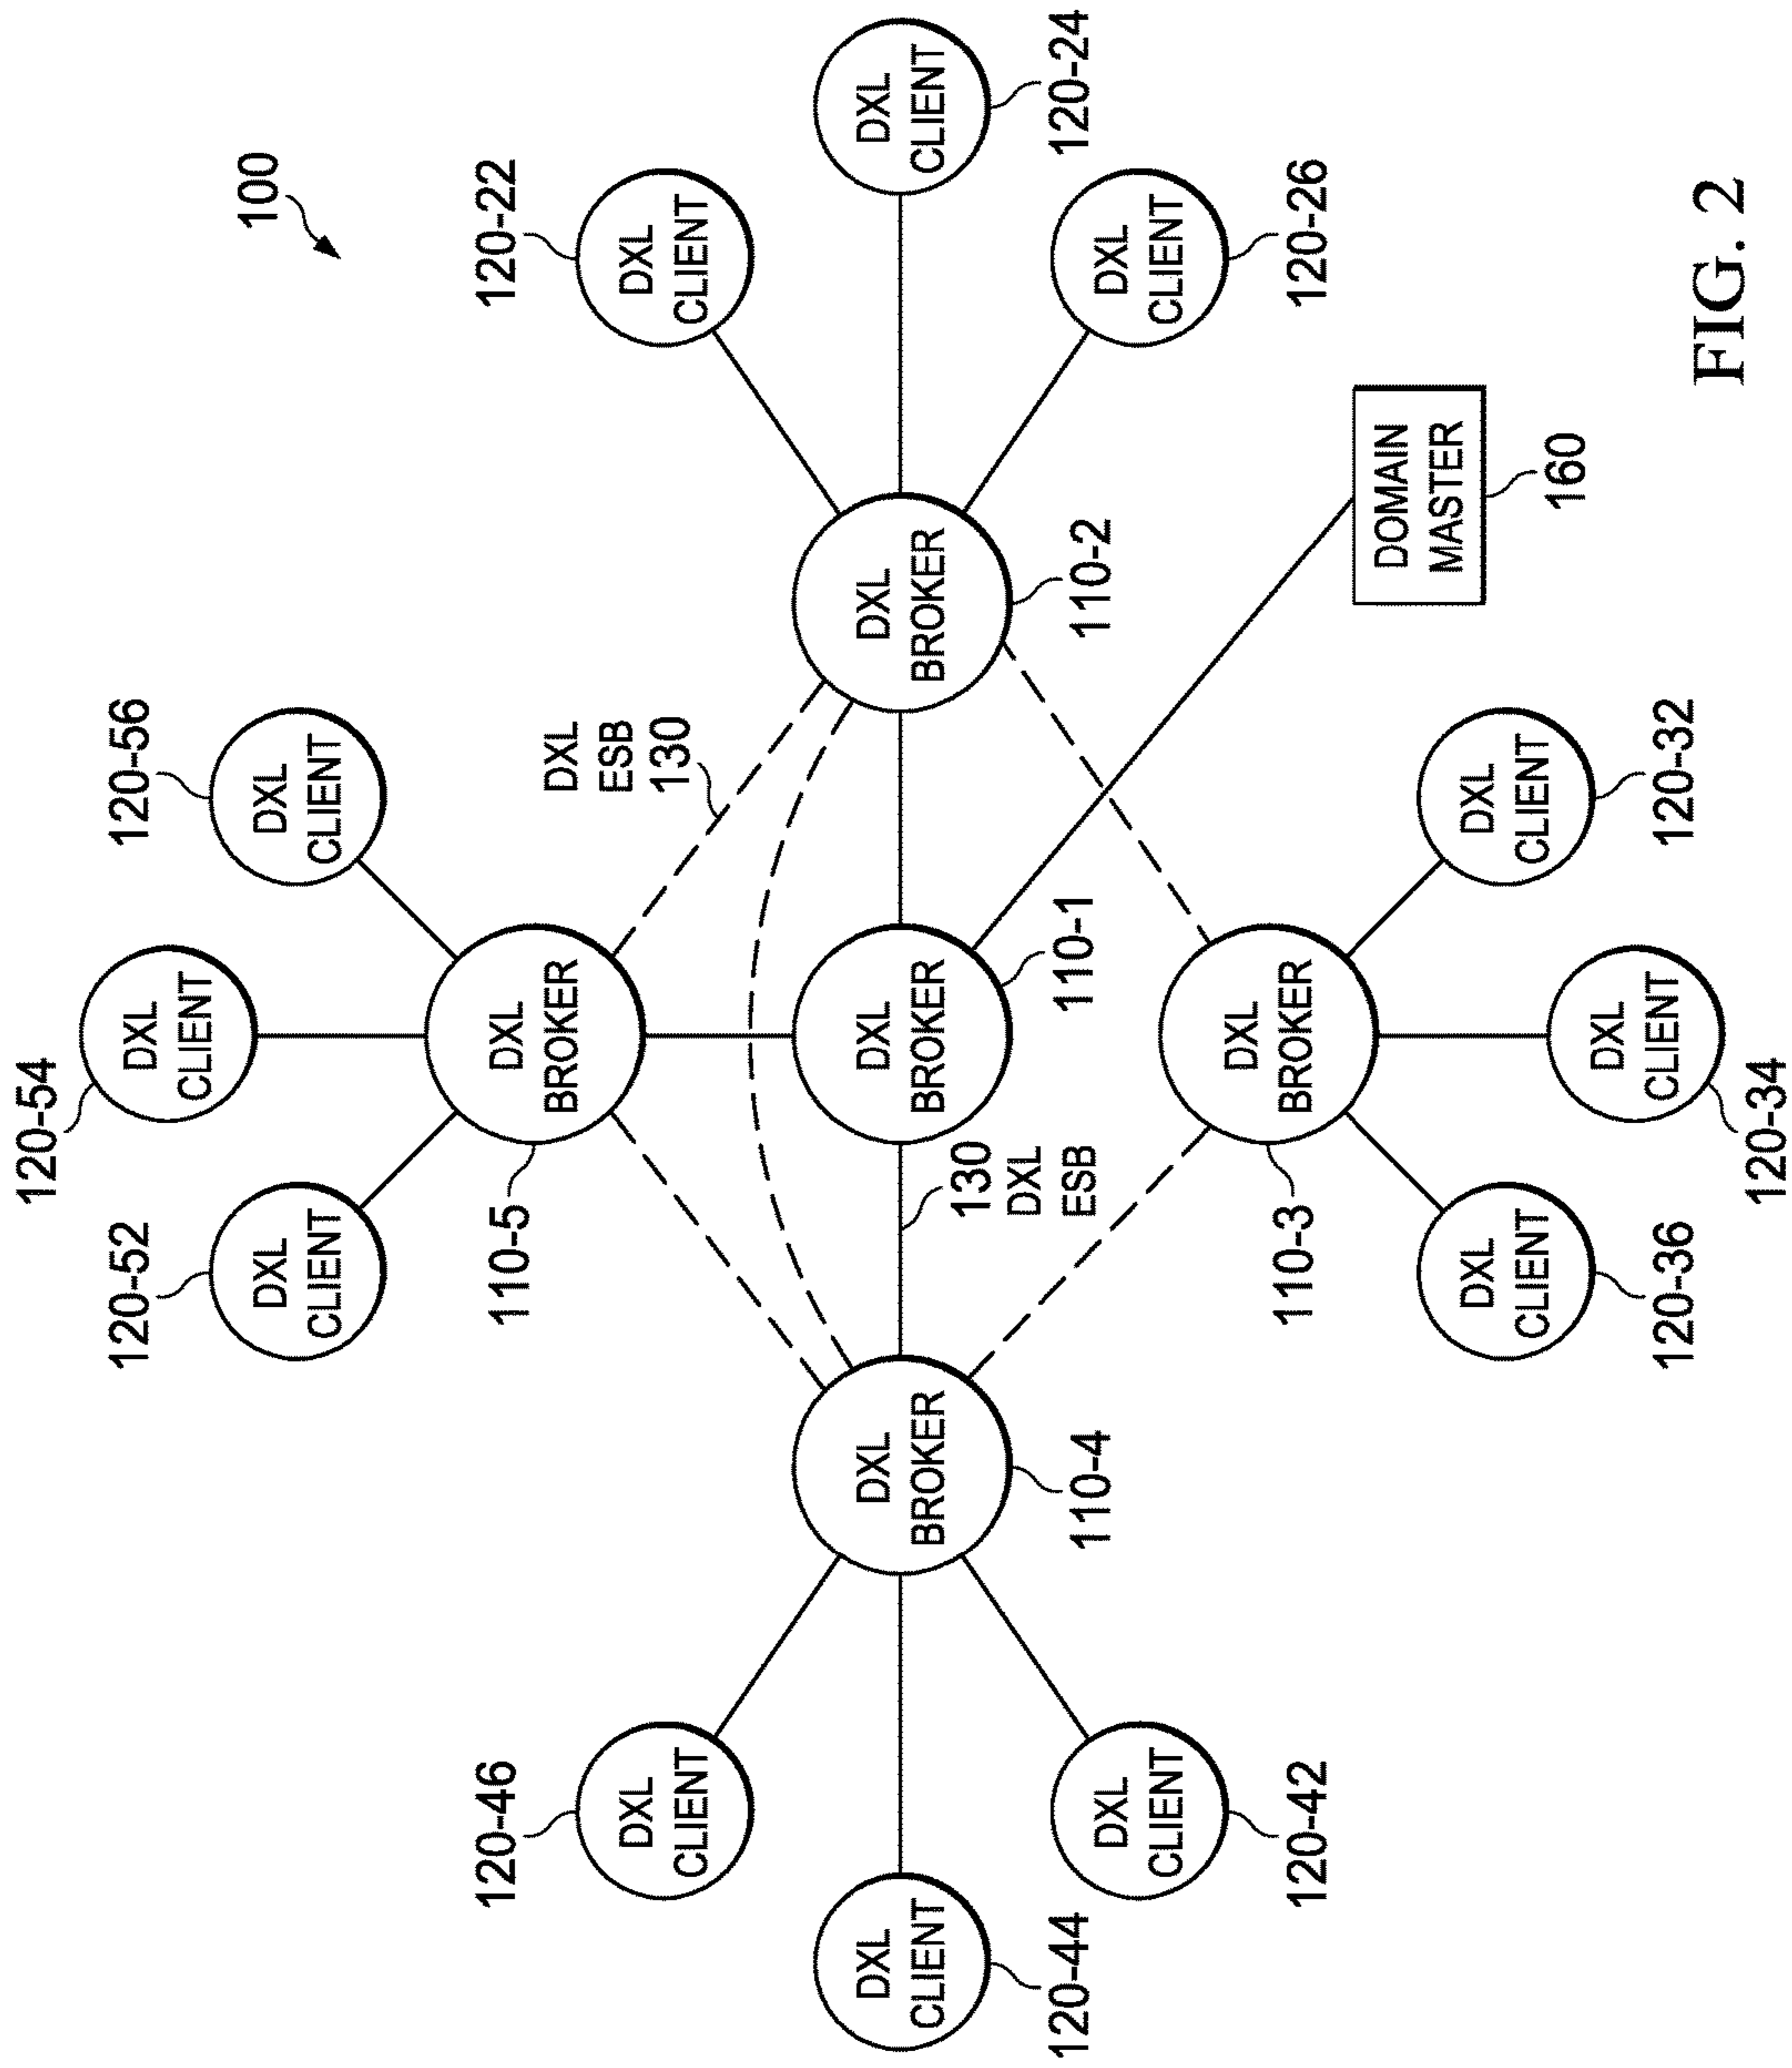 100
120-54
DXL
CLIENT
120-52
DXL
CLIENT
120-56
DXL
CLIENT
120-46
DXL
CLIENT
120-22
DXL
CLIENT
110-5
DXL
BROKER
DXL
ESB
130
120-44
DXL
CLIENT
DXL
BROKER
110-4
130
DXL
ESB
DXL
BROKER
110-1
DXL
BROKER
110-2
DXL
CLIENT
120-24
DXL
CLIENT
120-42
DXL
CLIENT
120-26
110-3
DXL
BROKER
DOMAIN
MASTER
160
DXL
CLIENT
120-36
DXL
CLIENT
120-32
DXL
CLIENT
120-34
FIG. 2